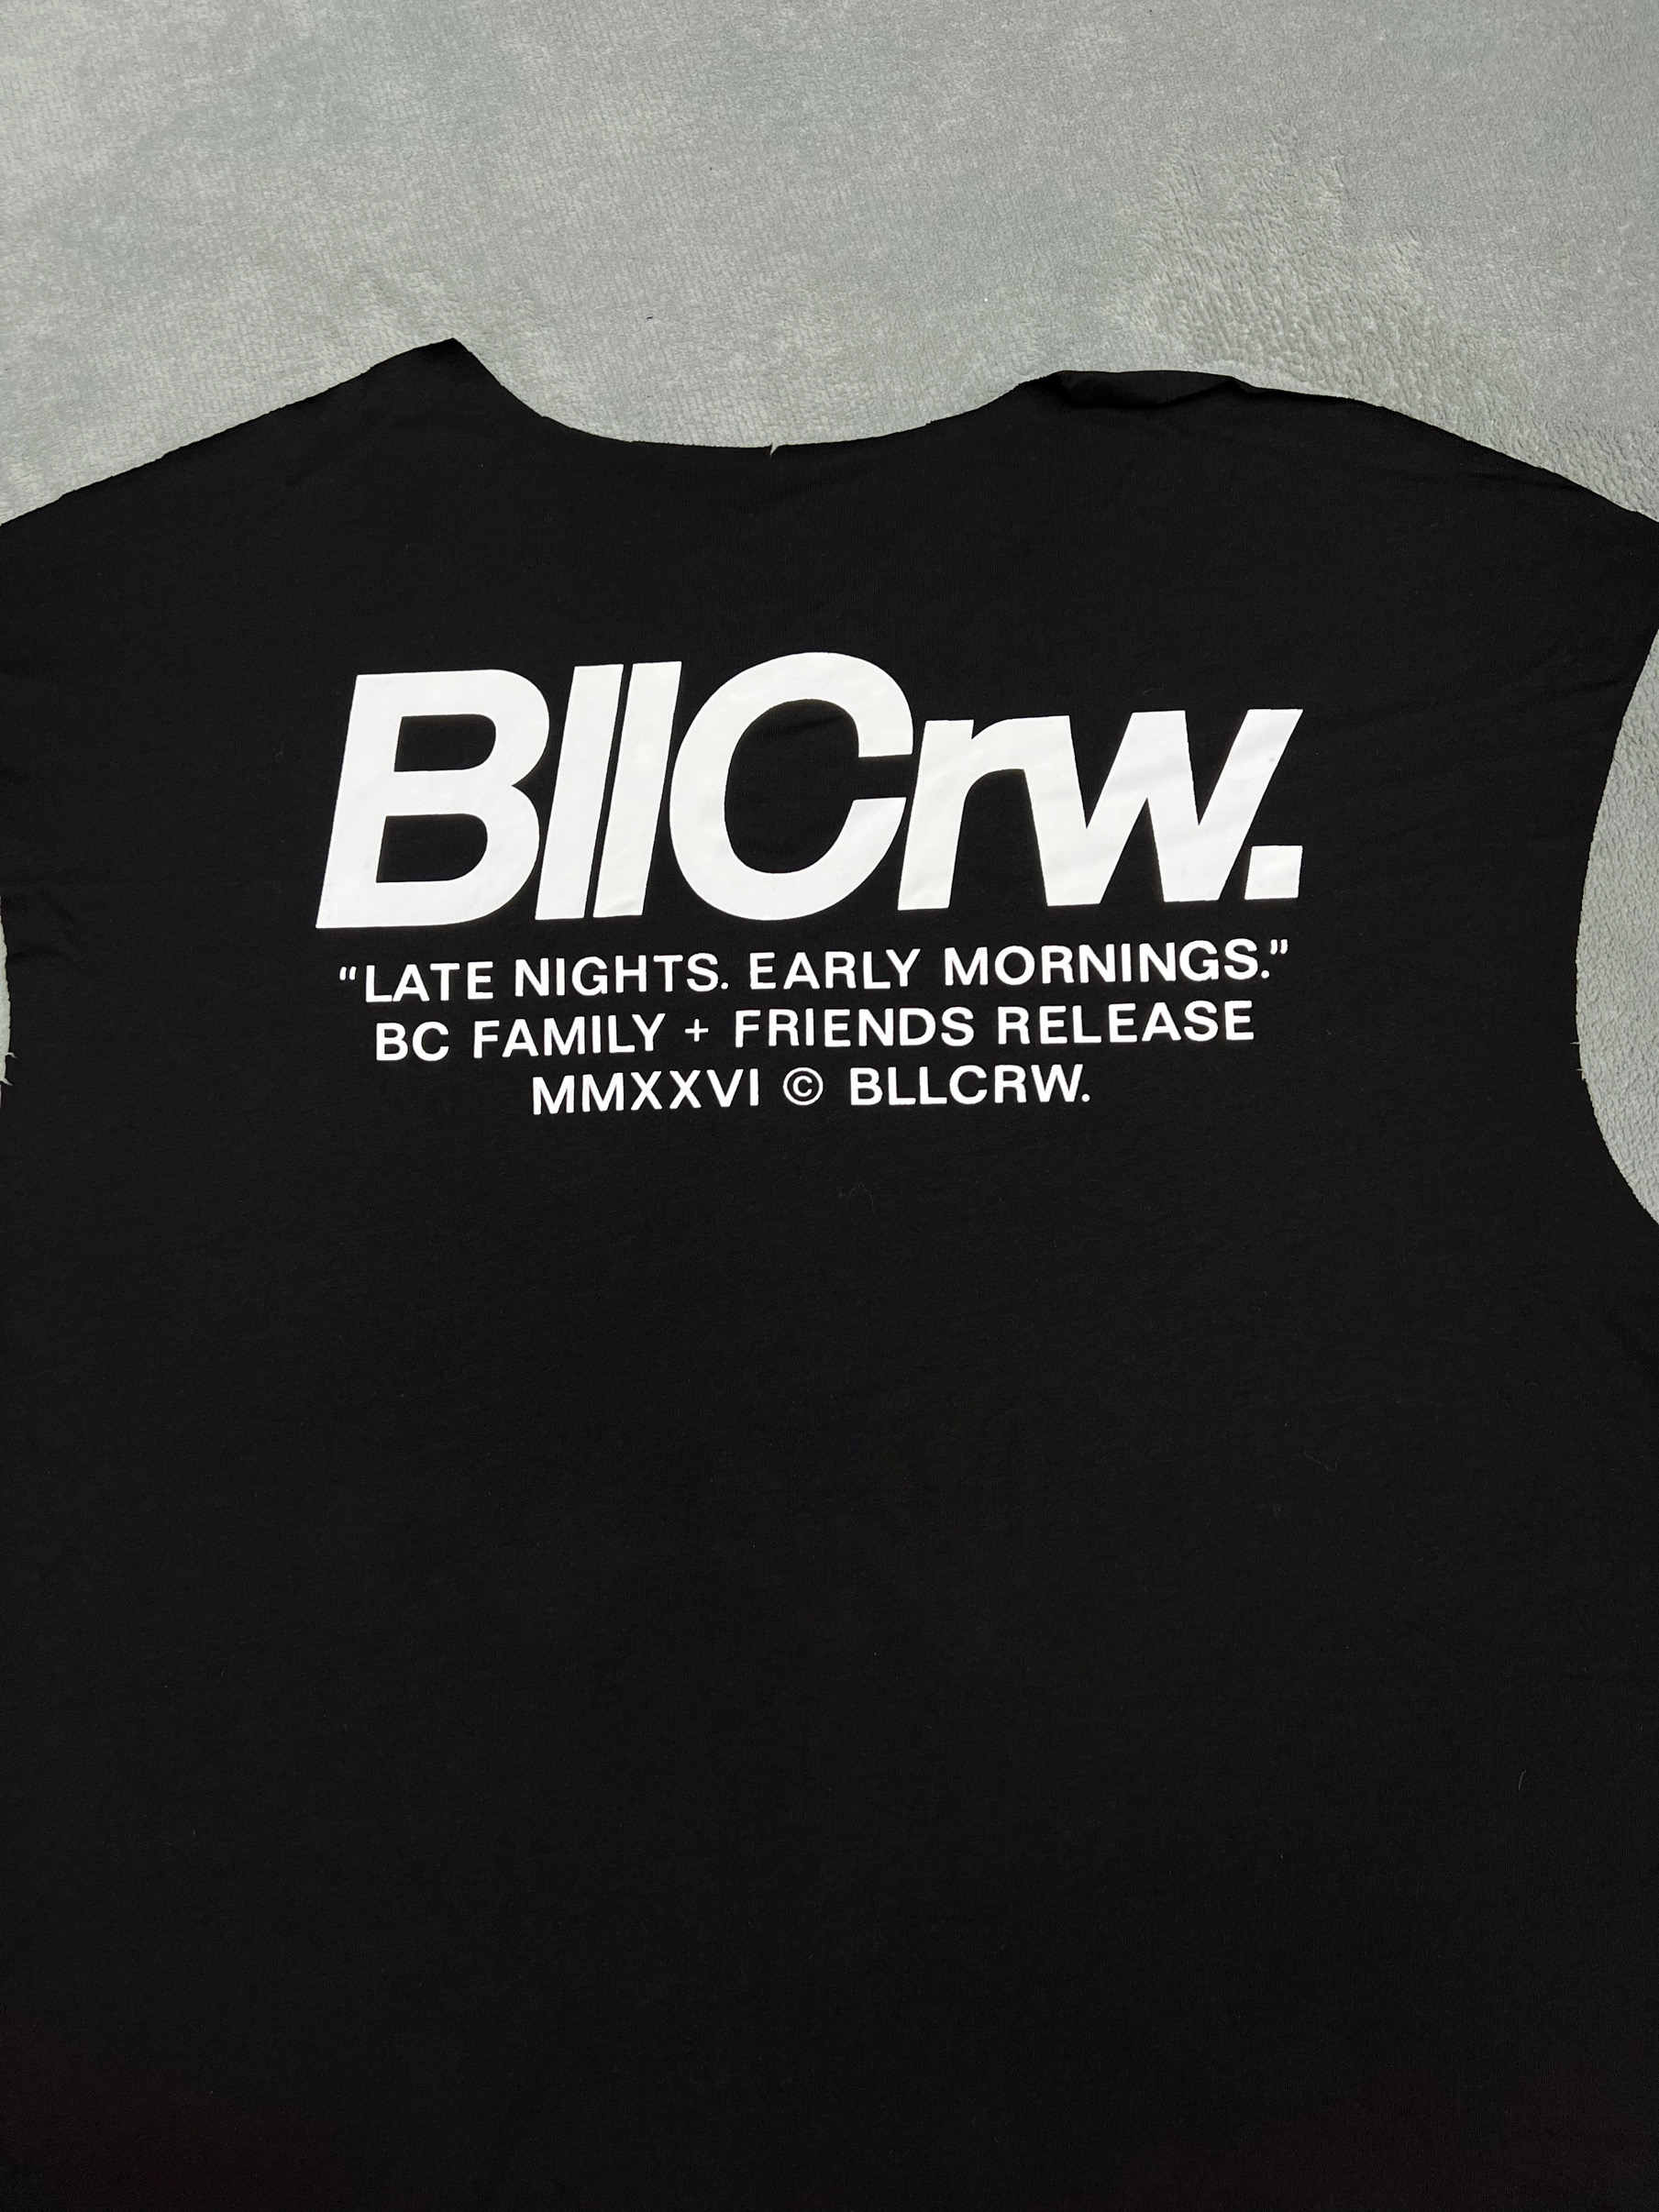 BllCrw.
“LATE NIGHTS. EARLY MORNINGS.”
BC FAMILY + FRIENDS RELEASE
MMXXVI © BLLCRW.